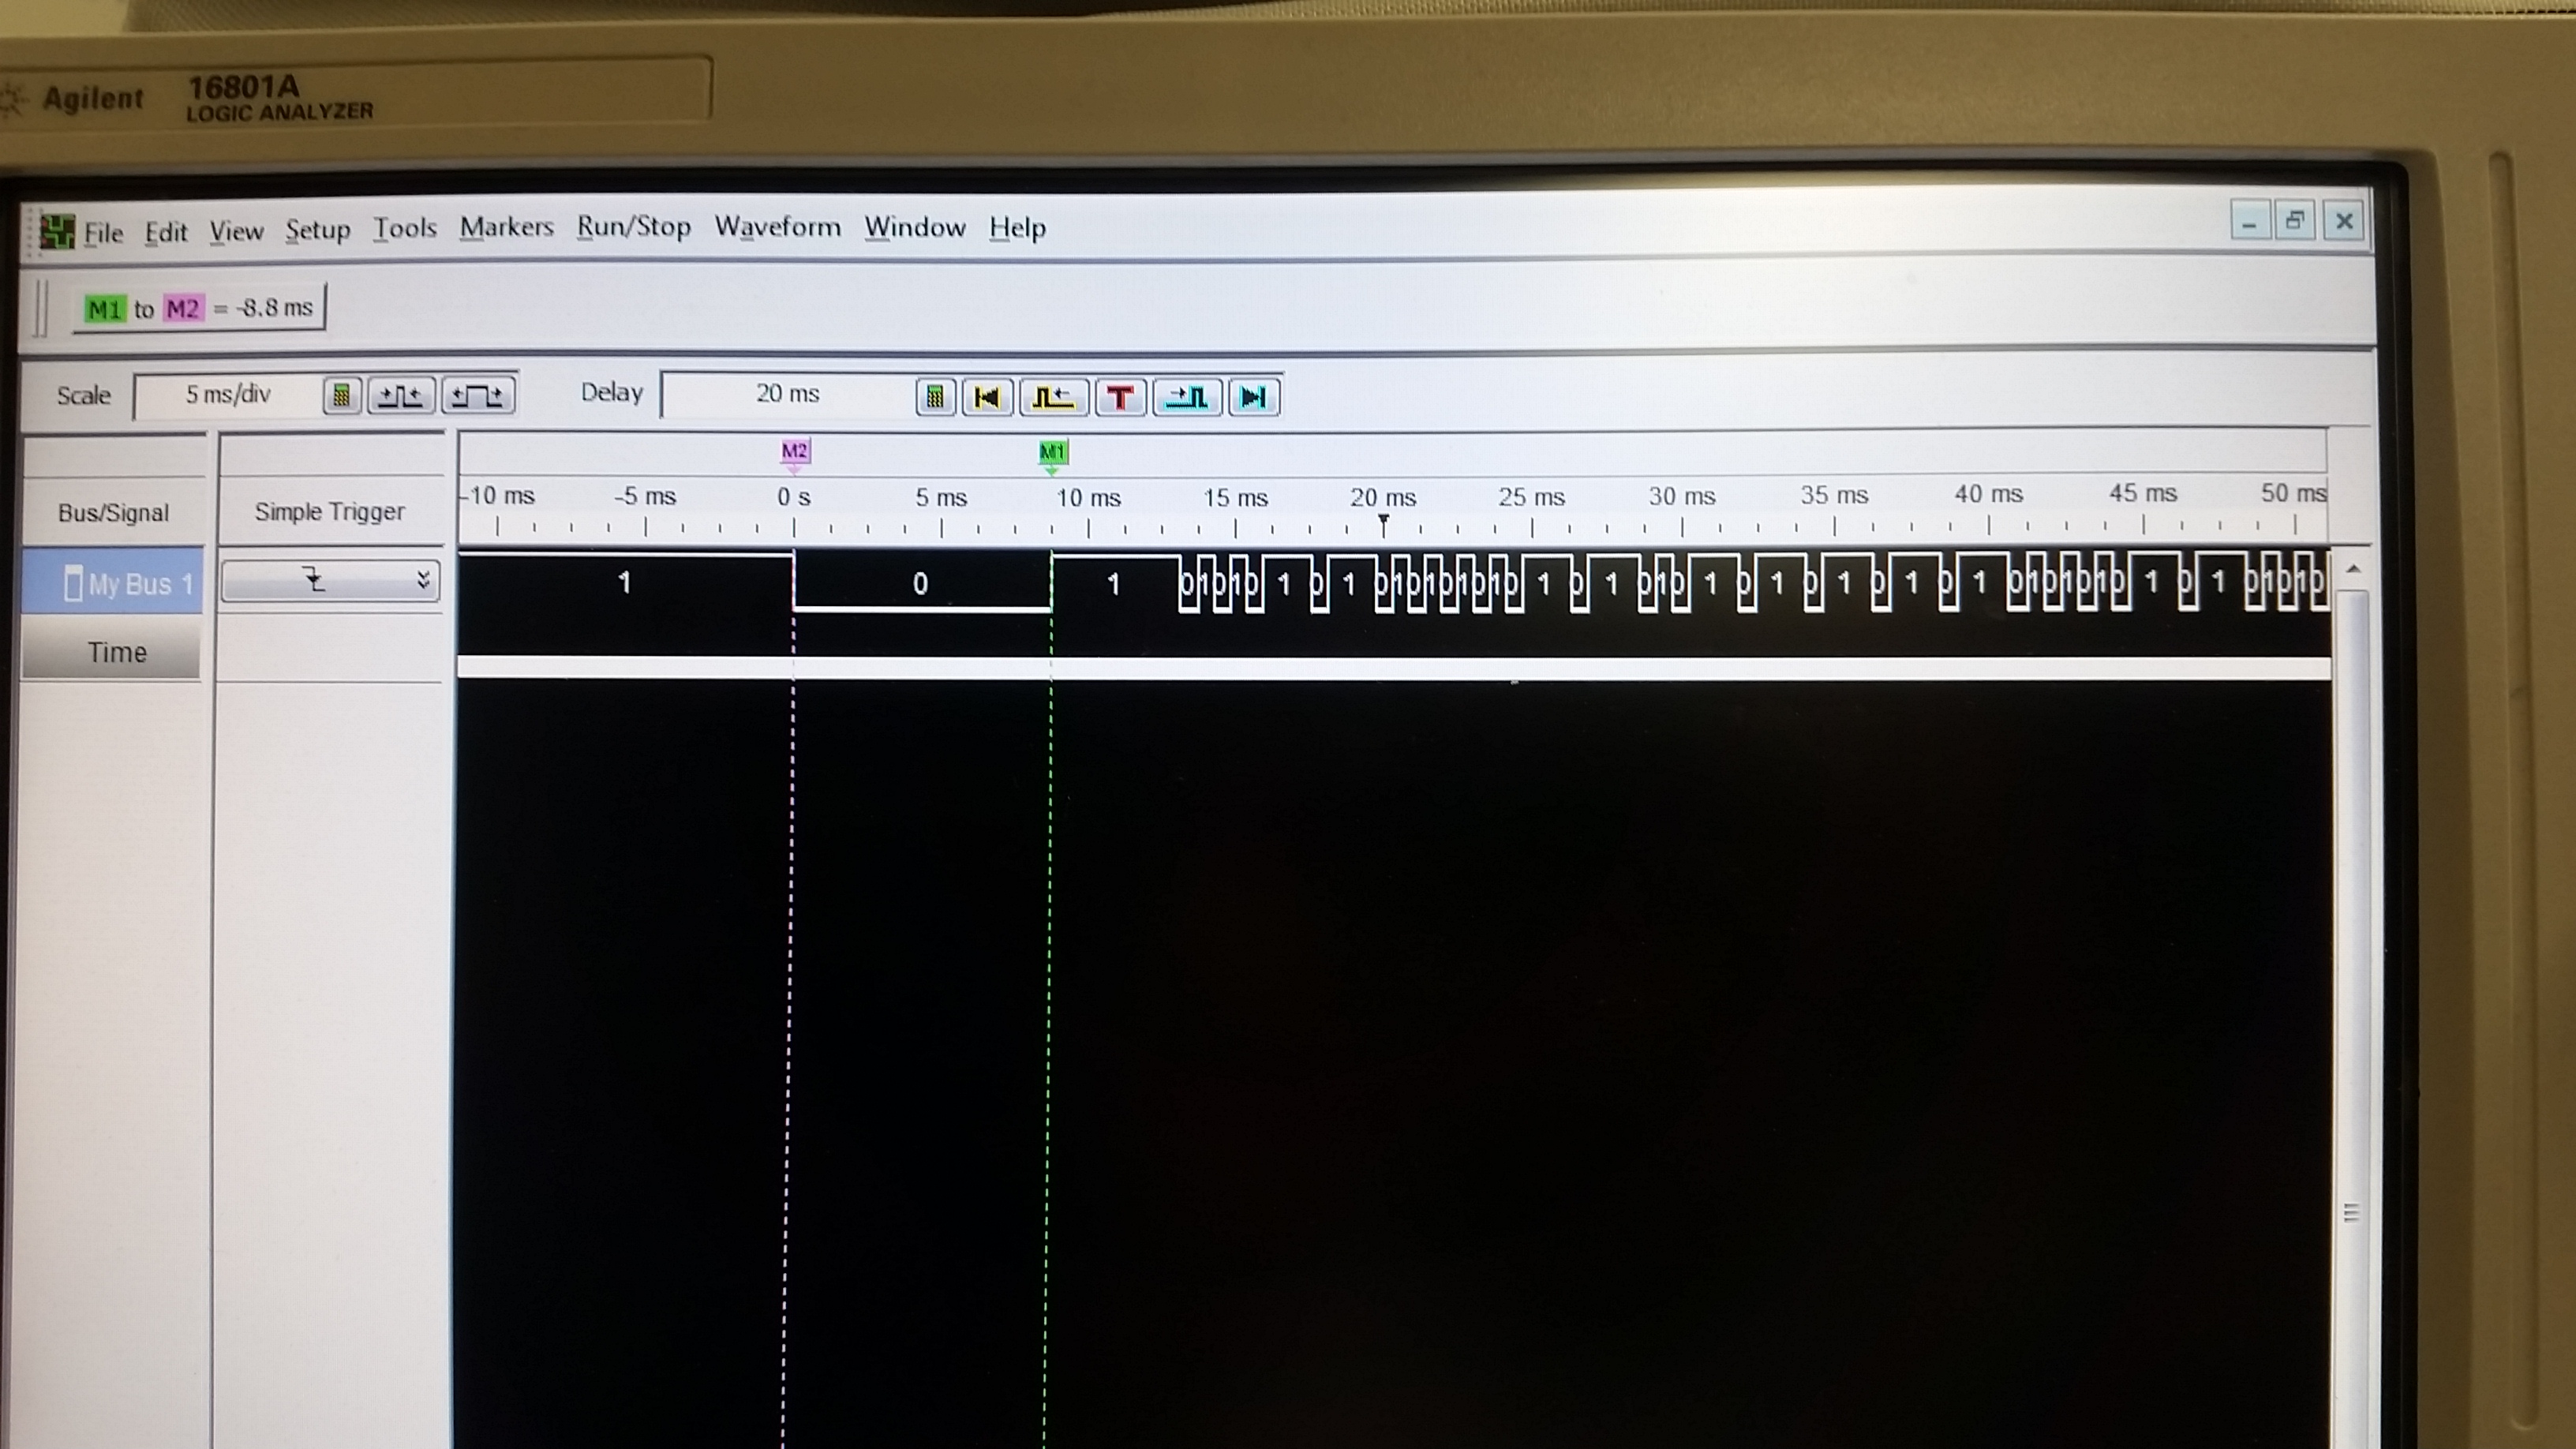 Agilent 16801A
LOGIC ANALYZER
File Edit View Setup Tools Markers Run/Stop Waveform Window Help
M1 to M2 = -8.8 ms
Scale 5 ms/div Delay 20 ms T
M2 M1
-10 ms -5 ms 0 s 5 ms 10 ms 15 ms 20 ms 25 ms 30 ms 35 ms 40 ms 45 ms 50 ms
Bus/Signal Simple Trigger
My Bus 1 1 0 1 0 1 0 1 0 1 0 1 0 1 0 1 0 1 0 1 0 1 0 1 0 1 0 1 0 1 0 1 0 1 0 1 0 1 0 1 0 1 0 1 0 1 0 1 0 1 0 1 0 1 0 1 0 1 0
Time